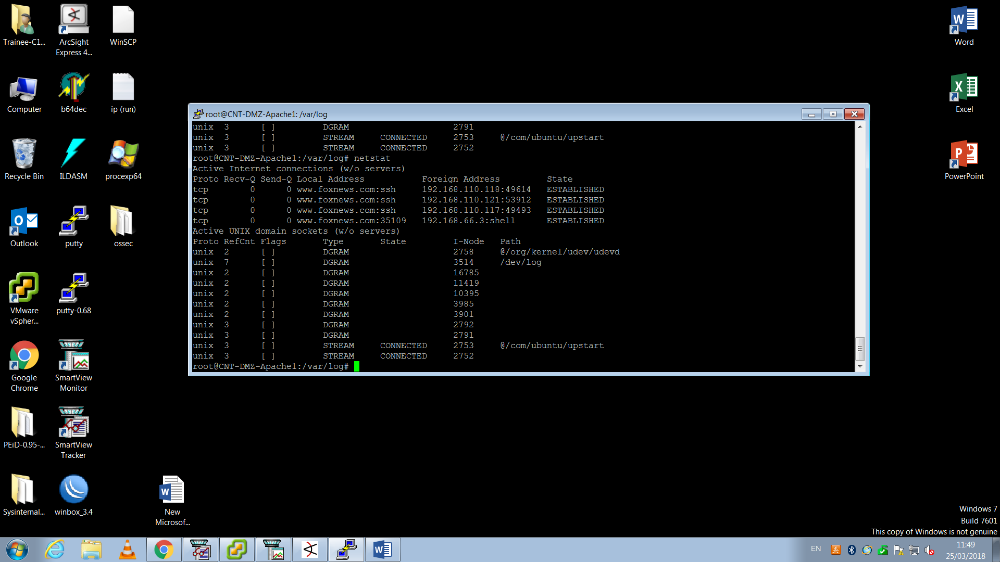 Trainee-C1...
ArcSight
Express 4...
WinSCP
Word
Computer
b64dec
ip (run)
Excel
Recycle Bin
ILDASM
procexp64
PowerPoint
Outlook
putty
ossec
VMware
vSpher...
putty-0.68
Google
Chrome
SmartView
Monitor
PEiD-0.95-...
SmartView
Tracker
Sysinternal...
winbox_3.4
New
Microsof...
root@CNT-DMZ-Apache1: /var/log
unix  3      [ ]         DGRAM                    2791
unix  3      [ ]         STREAM     CONNECTED     2753     @/com/ubuntu/upstart
unix  3      [ ]         STREAM     CONNECTED     2752
root@CNT-DMZ-Apache1:/var/log# netstat
Active Internet connections (w/o servers)
Proto Recv-Q Send-Q Local Address           Foreign Address         State
tcp        0      0 www.foxnews.com:ssh     192.168.110.118:49614   ESTABLISHED
tcp        0      0 www.foxnews.com:ssh     192.168.110.121:53912   ESTABLISHED
tcp        0      0 www.foxnews.com:ssh     192.168.110.117:49493   ESTABLISHED
tcp        0      0 www.foxnews.com:35109   192.168.66.3:shell      ESTABLISHED
Active UNIX domain sockets (w/o servers)
Proto RefCnt Flags       Type       State         I-Node   Path
unix  2      [ ]         DGRAM                    2758     @/org/kernel/udev/udevd
unix  7      [ ]         DGRAM                    3514     /dev/log
unix  2      [ ]         DGRAM                    16785
unix  2      [ ]         DGRAM                    11419
unix  2      [ ]         DGRAM                    10395
unix  2      [ ]         DGRAM                    3985
unix  2      [ ]         DGRAM                    3901
unix  3      [ ]         DGRAM                    2792
unix  3      [ ]         DGRAM                    2791
unix  3      [ ]         STREAM     CONNECTED     2753     @/com/ubuntu/upstart
unix  3      [ ]         STREAM     CONNECTED     2752
root@CNT-DMZ-Apache1:/var/log#
Windows 7
Build 7601
This copy of Windows is not genuine
EN
11:49
25/03/2018